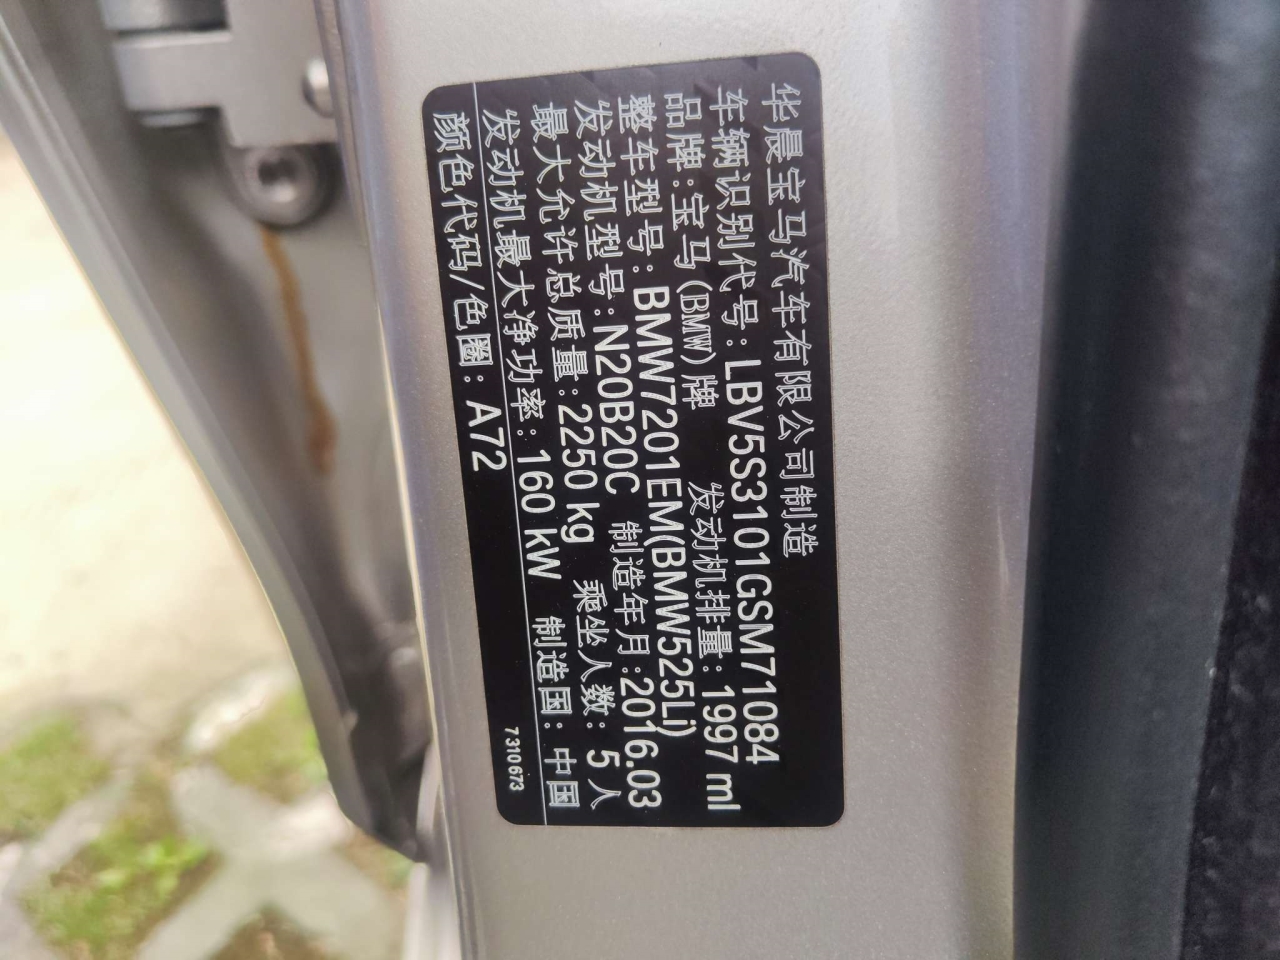 华晨宝马汽车有限公司制造
车辆识别代号:LBV5S3101GSM71084
品牌:宝马(BMW)牌 发动机排量:1997 ml
整车型号:BMW7201EM(BMW525Li)
发动机型号:N20B20C 制造年月:2016.03
最大允许总质量:2250 kg 乘坐人数:5人
发动机最大净功率:160 kW 制造国:中国
颜色代码/色圈:A72 7310673